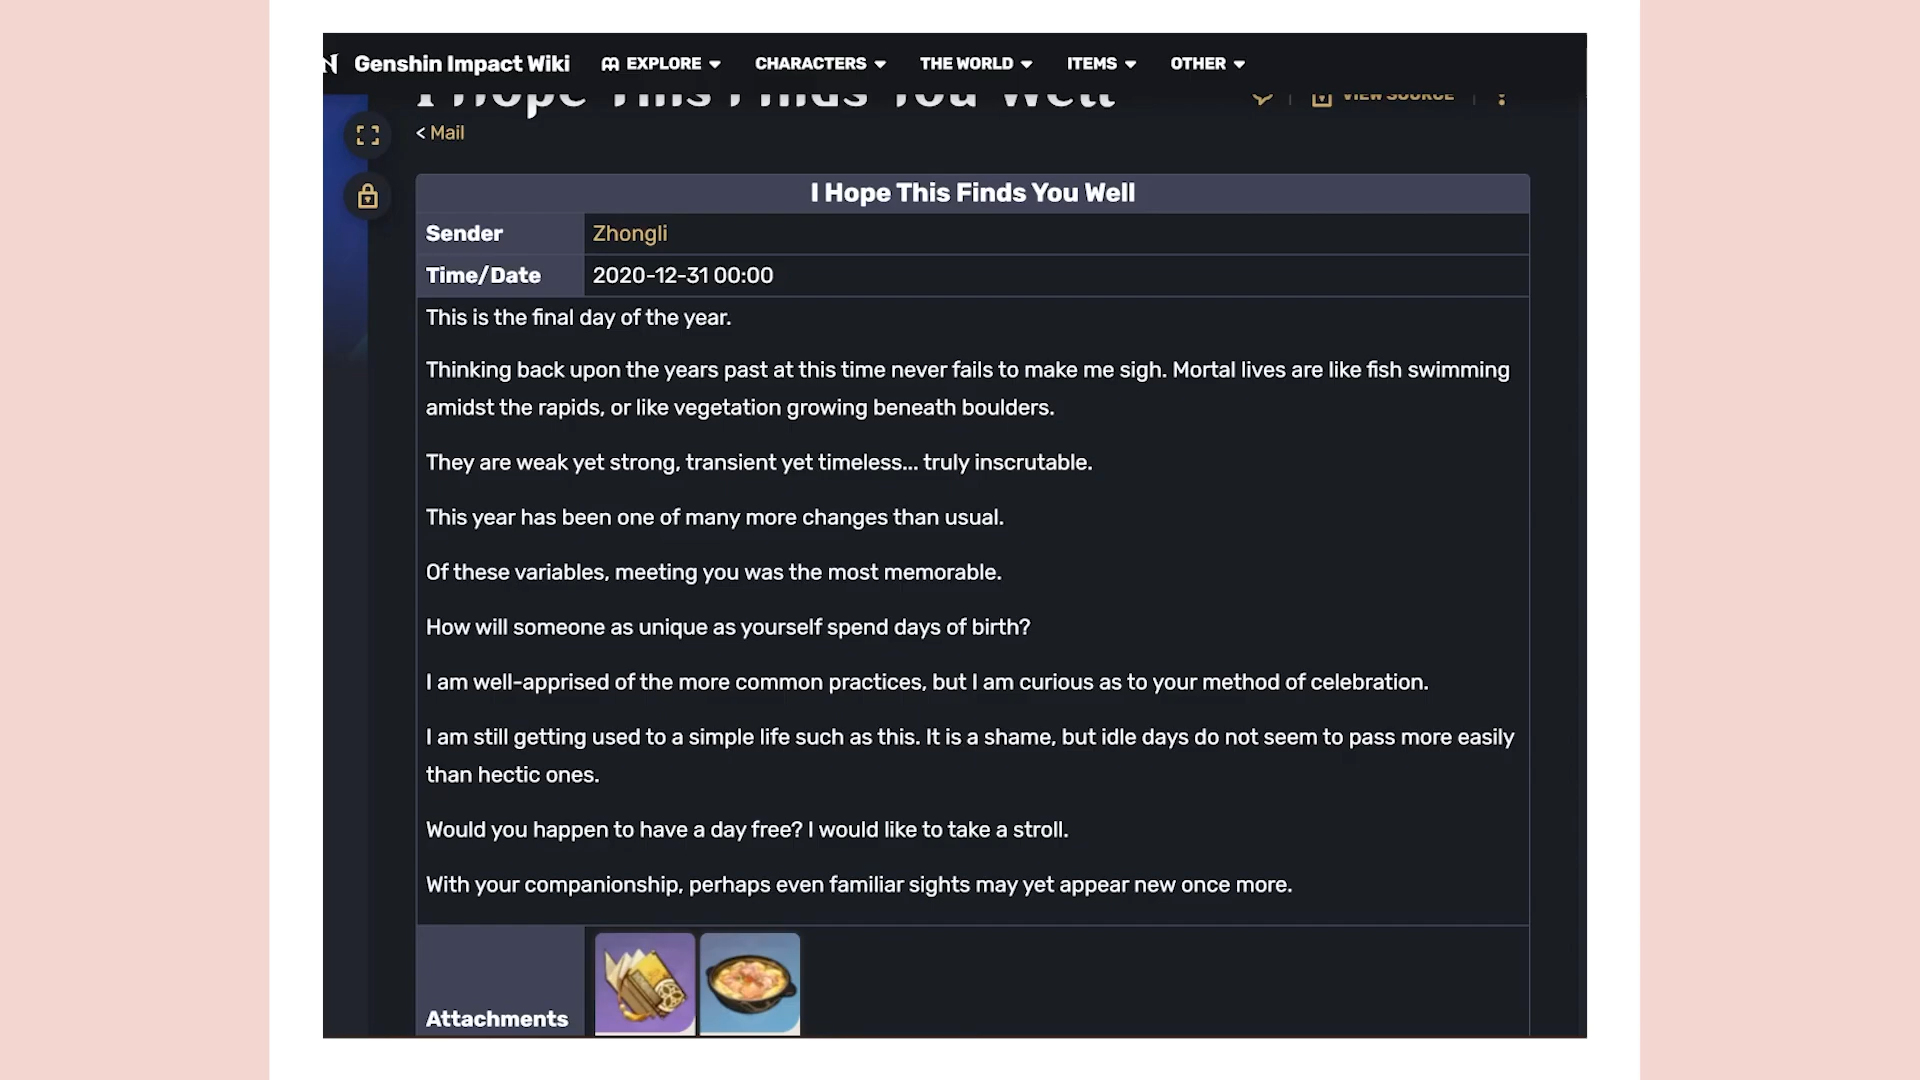 Genshin Impact Wiki EXPLORE CHARACTERS THE WORLD ITEMS OTHER
I Hope This Finds You Well VIEW SOURCE
< Mail
I Hope This Finds You Well
Sender Zhongli
Time/Date 2020-12-31 00:00
This is the final day of the year.
Thinking back upon the years past at this time never fails to make me sigh. Mortal lives are like fish swimming
amidst the rapids, or like vegetation growing beneath boulders.
They are weak yet strong, transient yet timeless... truly inscrutable.
This year has been one of many more changes than usual.
Of these variables, meeting you was the most memorable.
How will someone as unique as yourself spend days of birth?
I am well-apprised of the more common practices, but I am curious as to your method of celebration.
I am still getting used to a simple life such as this. It is a shame, but idle days do not seem to pass more easily
than hectic ones.
Would you happen to have a day free? I would like to take a stroll.
With your companionship, perhaps even familiar sights may yet appear new once more.
Attachments